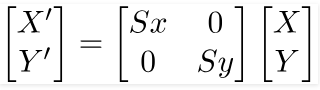 [X′] = [Sx 0] [X]
[Y′] [0 Sy] [Y]